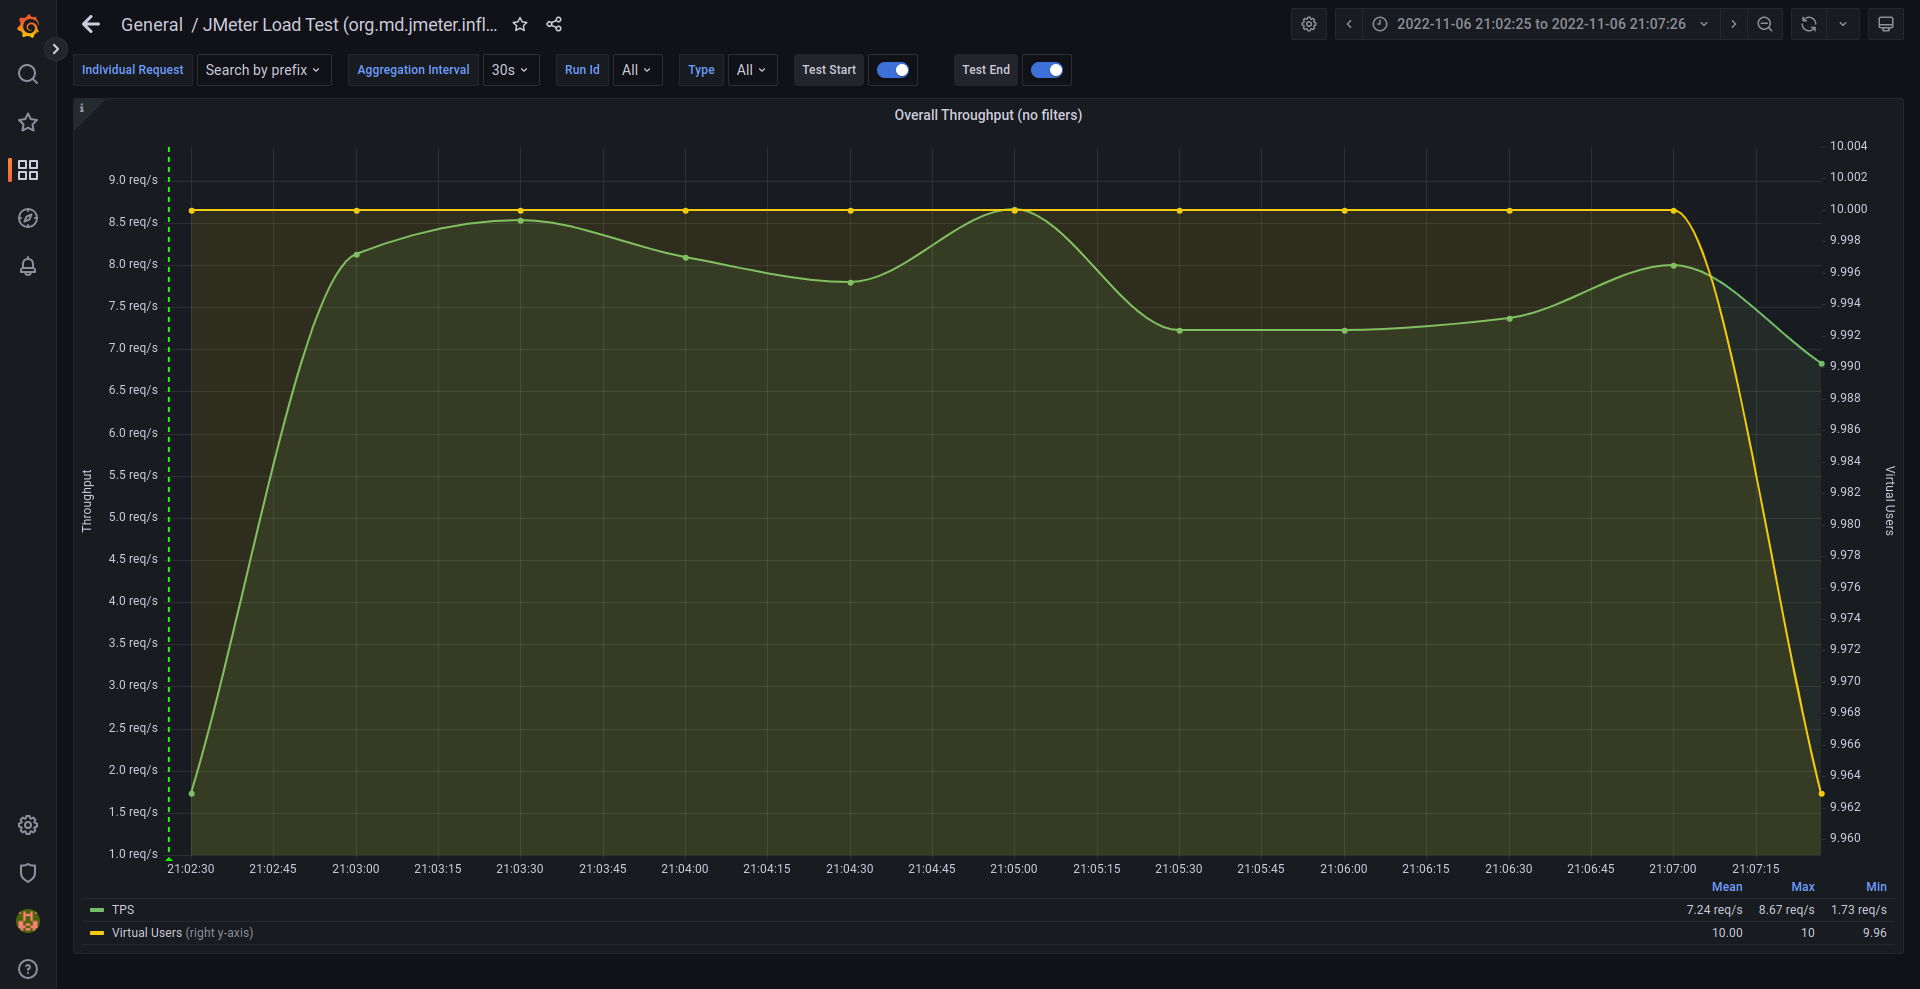 General / JMeter Load Test (org.md.jmeter.infl...
2022-11-06 21:02:25 to 2022-11-06 21:07:26
Individual Request Search by prefix Aggregation Interval 30s Run Id All Type All Test Start Test End
i
Overall Throughput (no filters)
Throughput
9.0 req/s
8.5 req/s
8.0 req/s
7.5 req/s
7.0 req/s
6.5 req/s
6.0 req/s
5.5 req/s
5.0 req/s
4.5 req/s
4.0 req/s
3.5 req/s
3.0 req/s
2.5 req/s
2.0 req/s
1.5 req/s
1.0 req/s
10.004
10.002
10.000
9.998
9.996
9.994
9.992
9.990
9.988
9.986
9.984
9.982
9.980
9.978
9.976
9.974
9.972
9.970
9.968
9.966
9.964
9.962
9.960
Virtual Users
21:02:30 21:02:45 21:03:00 21:03:15 21:03:30 21:03:45 21:04:00 21:04:15 21:04:30 21:04:45 21:05:00 21:05:15 21:05:30 21:05:45 21:06:00 21:06:15 21:06:30 21:06:45 21:07:00 21:07:15
Mean Max Min
TPS 7.24 req/s 8.67 req/s 1.73 req/s
Virtual Users (right y-axis) 10.00 10 9.96